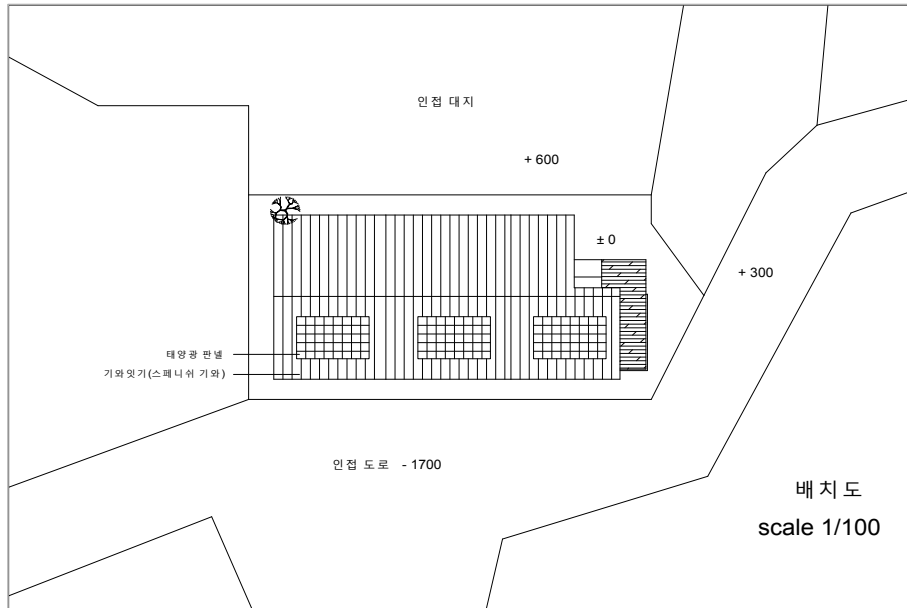 인접 대지
+ 600
± 0
+ 300
태양광 판넬
기와잇기(스페니쉬 기와)
인접 도로 - 1700
배치도
scale 1/100